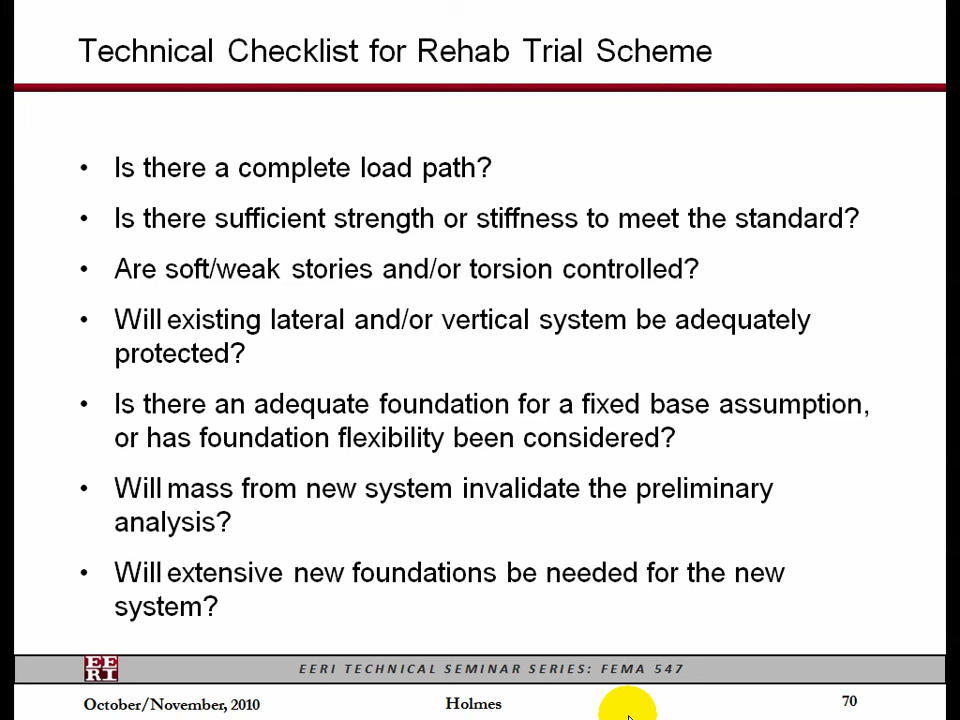 Technical Checklist for Rehab Trial Scheme
• Is there a complete load path?
• Is there sufficient strength or stiffness to meet the standard?
• Are soft/weak stories and/or torsion controlled?
• Will existing lateral and/or vertical system be adequately
protected?
• Is there an adequate foundation for a fixed base assumption,
or has foundation flexibility been considered?
• Will mass from new system invalidate the preliminary
analysis?
• Will extensive new foundations be needed for the new
system?
EE
RI
EERI TECHNICAL SEMINAR SERIES: FEMA 547
October/November, 2010
Holmes
70